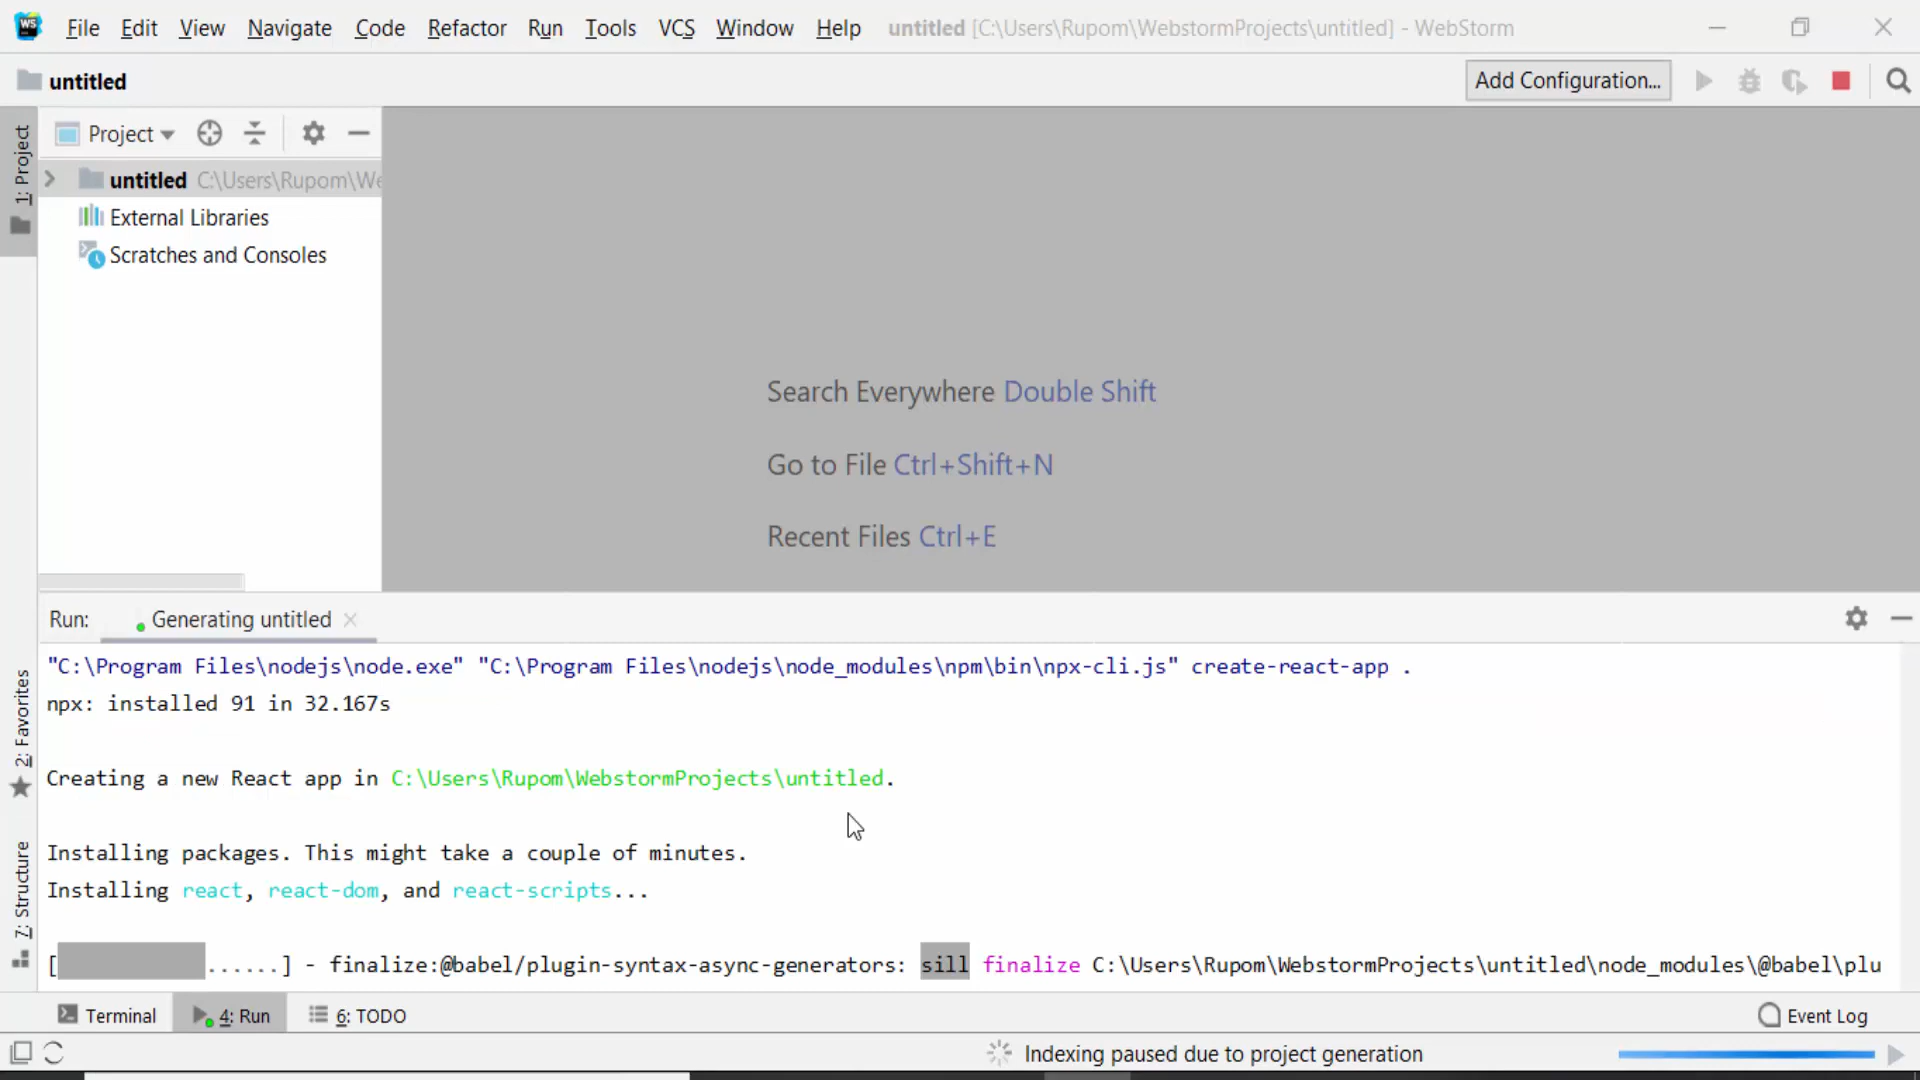 WS File Edit View Navigate Code Refactor Run Tools VCS Window Help untitled [C:\Users\Rupom\WebstormProjects\untitled] - WebStorm
untitled Add Configuration...
1: Project
Project
untitled C:\Users\Rupom\We
External Libraries
Scratches and Consoles
Search Everywhere Double Shift
Go to File Ctrl+Shift+N
Recent Files Ctrl+E
Run: Generating untitled
"C:\Program Files\nodejs\node.exe" "C:\Program Files\nodejs\node_modules\npm\bin\npx-cli.js" create-react-app .
npx: installed 91 in 32.167s
2: Favorites
Creating a new React app in C:\Users\Rupom\WebstormProjects\untitled.
Installing packages. This might take a couple of minutes.
Installing react, react-dom, and react-scripts...
7: Structure
[ ......] - finalize:@babel/plugin-syntax-async-generators: sill finalize C:\Users\Rupom\WebstormProjects\untitled\node_modules\@babel\plu
Terminal 4: Run 6: TODO Event Log
Indexing paused due to project generation